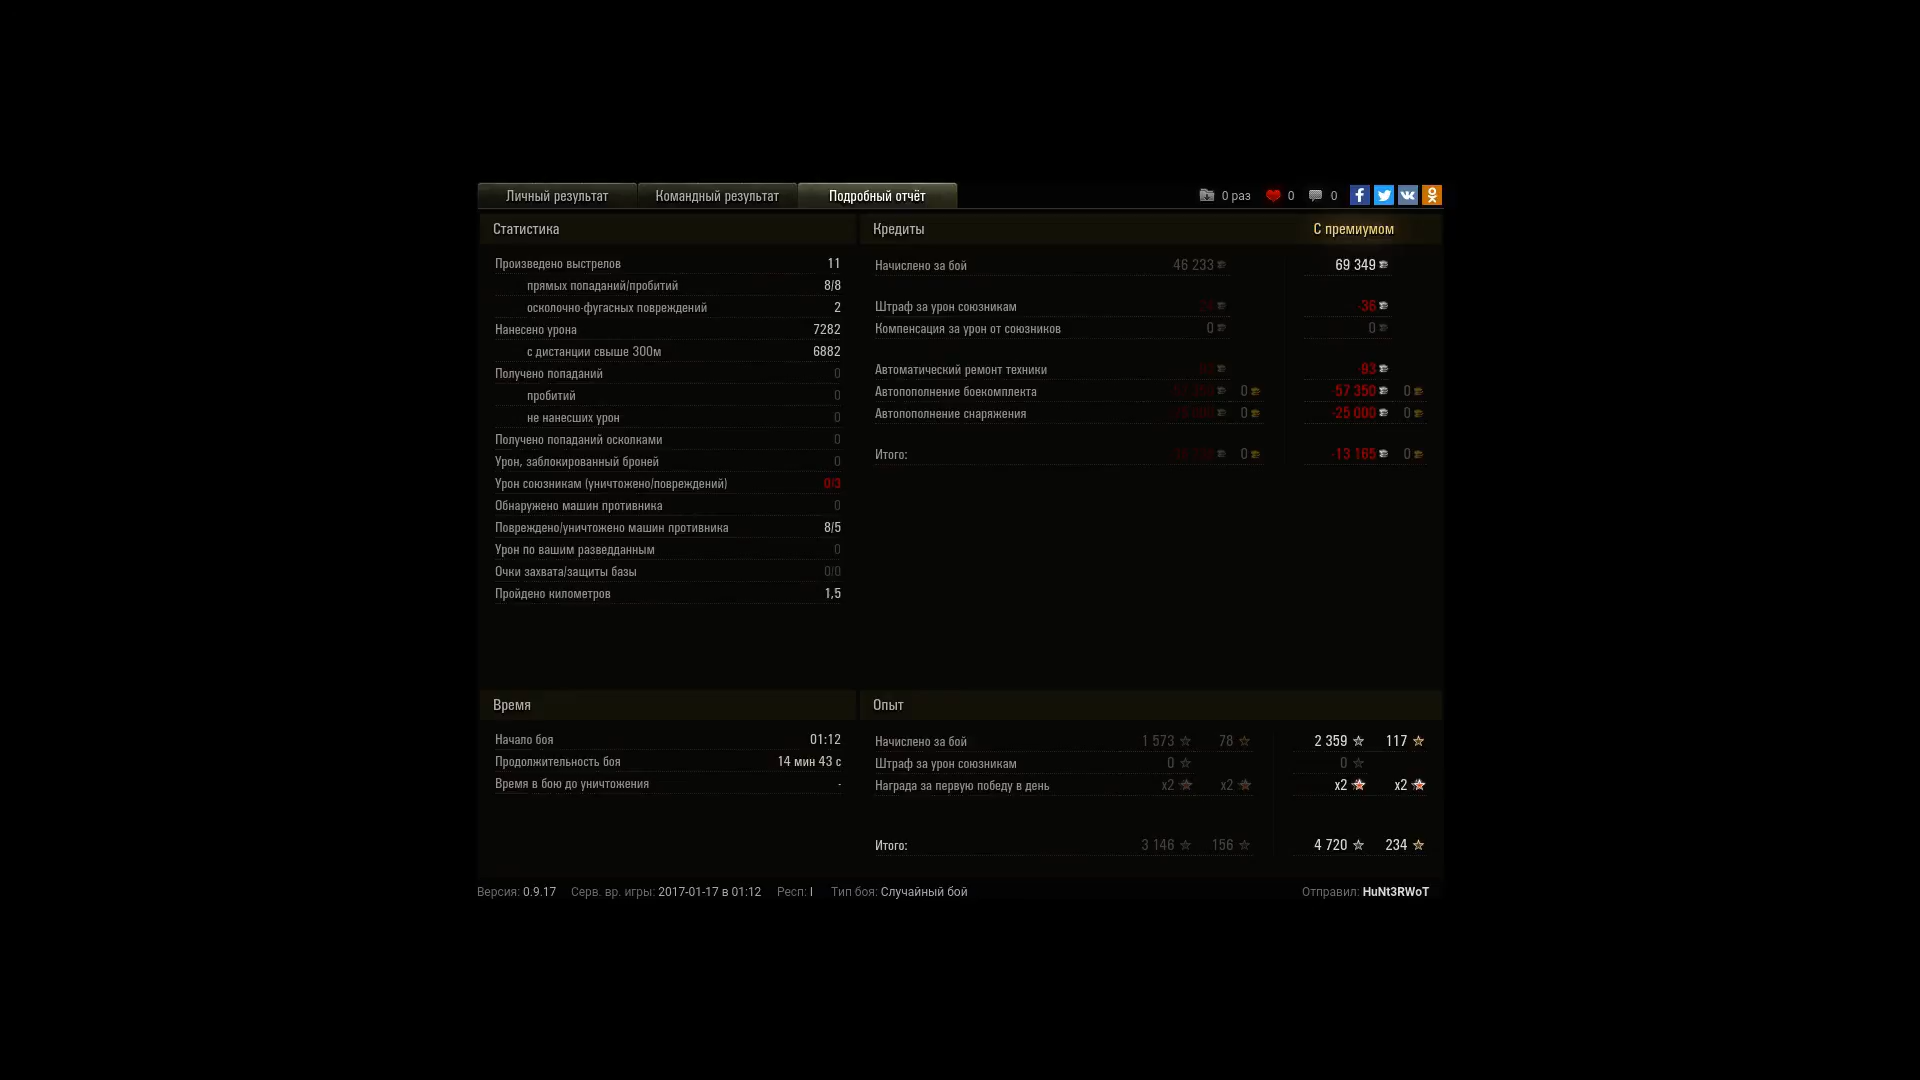 Личный результат Командный результат Подробный отчёт 0 раз 0 0
Статистика
Произведено выстрелов 11
прямых попаданий/пробитий 8/8
осколочно-фугасных повреждений 2
Нанесено урона 7282
с дистанции свыше 300м 6882
Получено попаданий 0
пробитий 0
не нанесших урон 0
Получено попаданий осколками 0
Урон, заблокированный броней 0
Урон союзникам (уничтожено/повреждений) 0/3
Обнаружено машин противника 0
Повреждено/уничтожено машин противника 8/5
Урон по вашим разведданным 0
Очки захвата/защиты базы 0/0
Пройдено километров 1,5
Кредиты С премиумом
Начислено за бой 46 233 69 349
Штраф за урон союзникам -36
Компенсация за урон от союзников 0 0
Автоматический ремонт техники -93
Автопополнение боекомплекта 0 -57 350 0
Автопополнение снаряжения 0 -25 000 0
Итого: 0 -13 165 0
Время
Начало боя 01:12
Продолжительность боя 14 мин 43 с
Время в бою до уничтожения -
Опыт
Начислено за бой 1 573 78 2 359 117
Штраф за урон союзникам 0 0
Награда за первую победу в день x2 x2 x2 x2
Итого: 3 146 156 4 720 234
Версия: 0.9.17 Серв. вр. игры: 2017-01-17 в 01:12 Респ: I Тип боя: Случайный бой Отправил: HuNt3RWoT